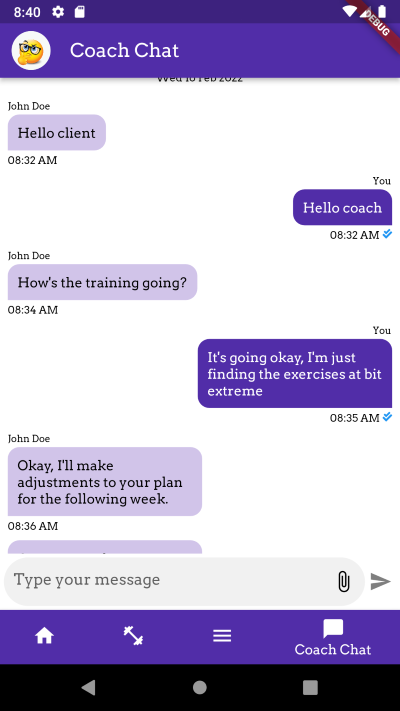 8:40
DEBUG
Coach Chat
Wed 16 Feb 2022
John Doe
Hello client
08:32 AM
You
Hello coach
08:32 AM
John Doe
How's the training going?
08:34 AM
You
It's going okay, I'm just
finding the exercises at bit
extreme
08:35 AM
John Doe
Okay, I'll make
adjustments to your plan
for the following week.
08:36 AM
Type your message
Coach Chat